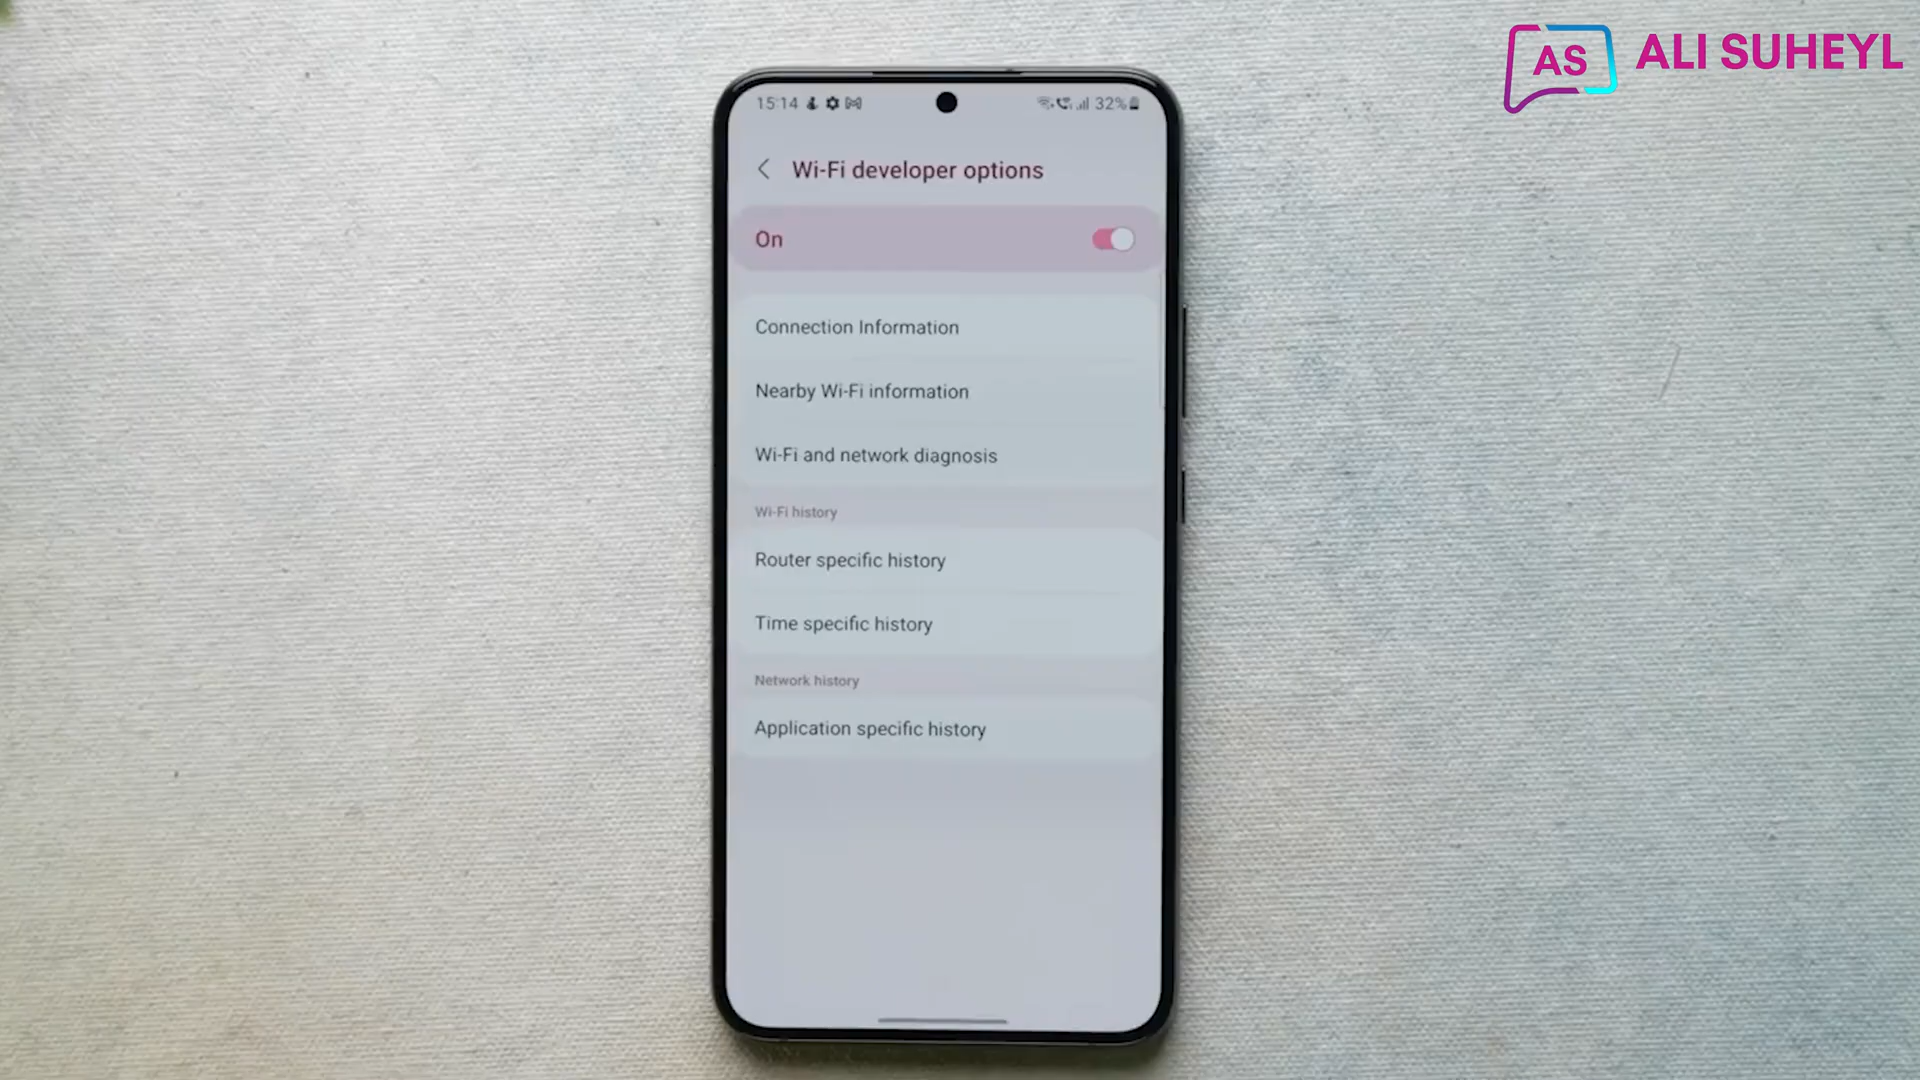 AS ALI SUHEYL
15:14 32%
Wi-Fi developer options
On
Connection Information
Nearby Wi-Fi information
Wi-Fi and network diagnosis
Wi-Fi history
Router specific history
Time specific history
Network history
Application specific history